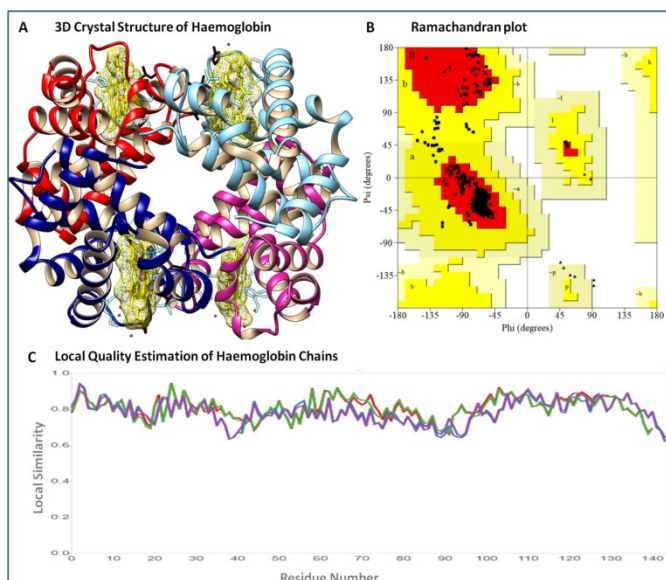 A 3D Crystal Structure of Haemoglobin
B Ramachandran plot
180
135
90
45
0
-45
-90
-135
-180 -135 -90 -45 0 45 90 135 180
Psi (degrees)
Phi (degrees)
B
b
~b
~b
~l
l
a
~a
~b
b
~p
p
~b
C Local Quality Estimation of Haemoglobin Chains
1.0
0.8
0.6
0.4
0.2
0.0
0 10 20 30 40 50 60 70 80 90 100 110 120 130 140
Local Similarity
Residue Number